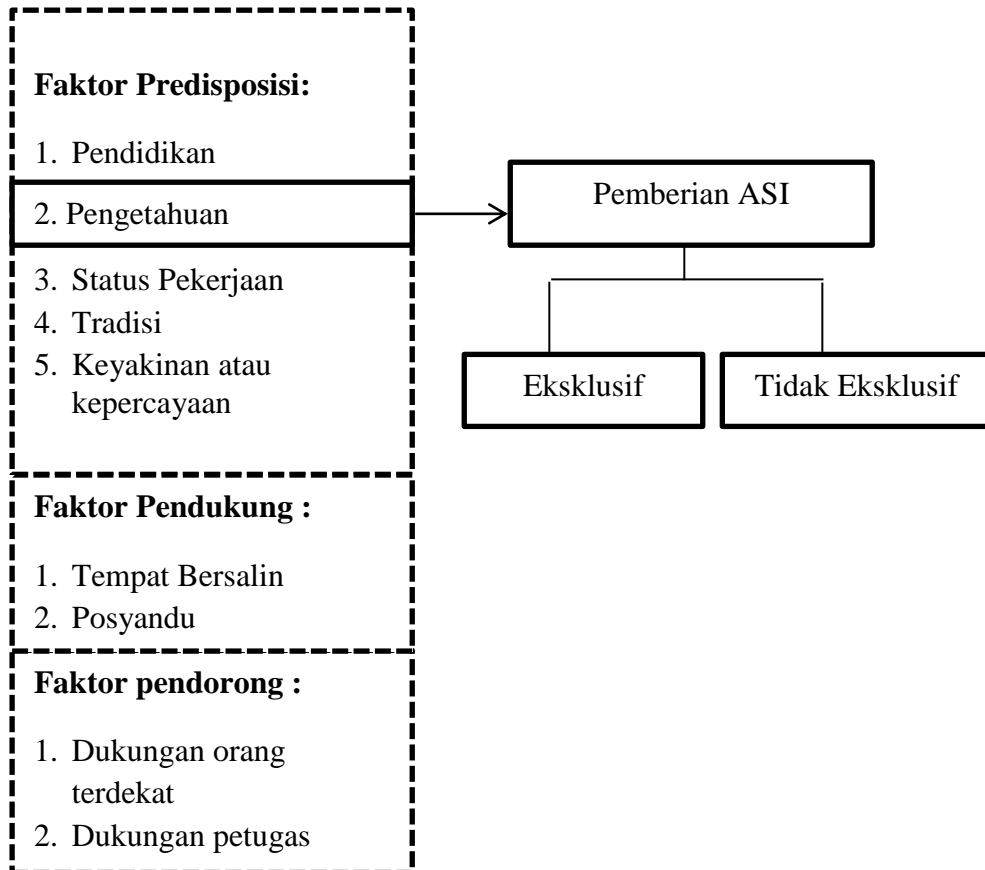 Faktor Predisposisi:
1. Pendidikan
2. Pengetahuan
3. Status Pekerjaan
4. Tradisi
5. Keyakinan atau
kepercayaan
Faktor Pendukung :
1. Tempat Bersalin
2. Posyandu
Faktor pendorong :
1. Dukungan orang
terdekat
2. Dukungan petugas
Pemberian ASI
Eksklusif
Tidak Eksklusif